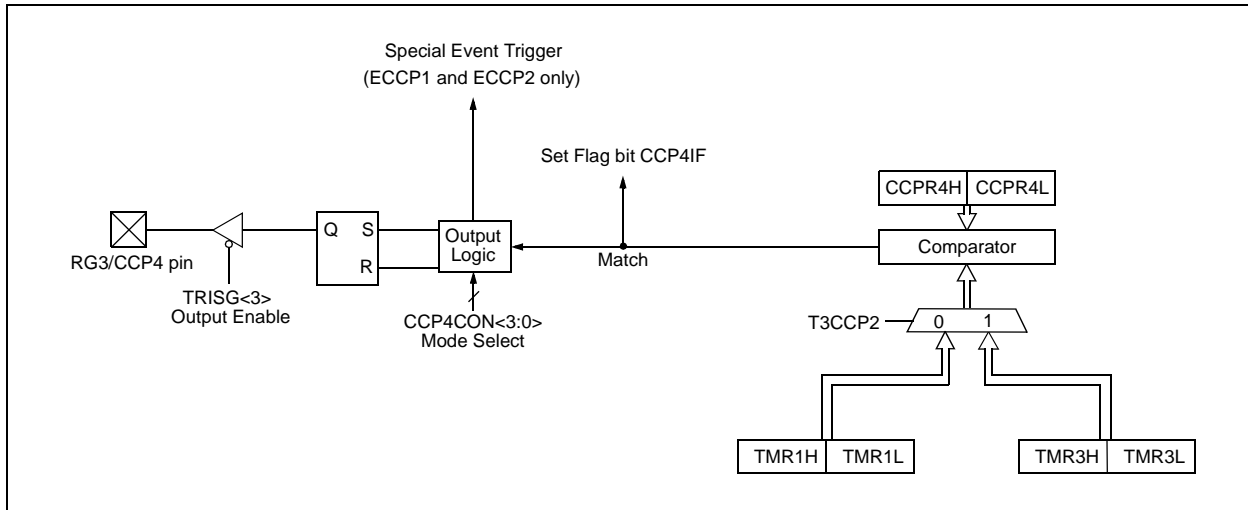 Special Event Trigger
(ECCP1 and ECCP2 only)
Set Flag bit CCP4IF
CCPR4H CCPR4L
Q S
R
Output
Logic
Comparator
Match
RG3/CCP4 pin
TRISG<3>
Output Enable
CCP4CON<3:0>
Mode Select
T3CCP2
0 1
TMR1H TMR1L
TMR3H TMR3L